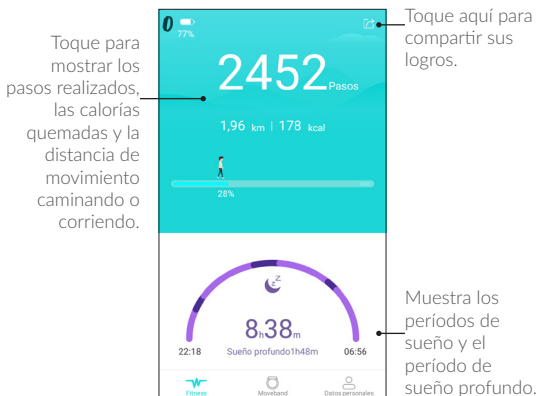 Toque para
mostrar los
pasos realizados,
las calorías
quemadas y la
distancia de
movimiento
caminando o
corriendo.
77%
2452 Pasos
1,96 km | 178 kcal
28%
8h38m
22:18 Sueño profundo1h48m 06:56
Fitness Moveband Datos personales
Toque aquí para
compartir sus
logros.
Muestra los
períodos de
sueño y el
período de
sueño profundo.